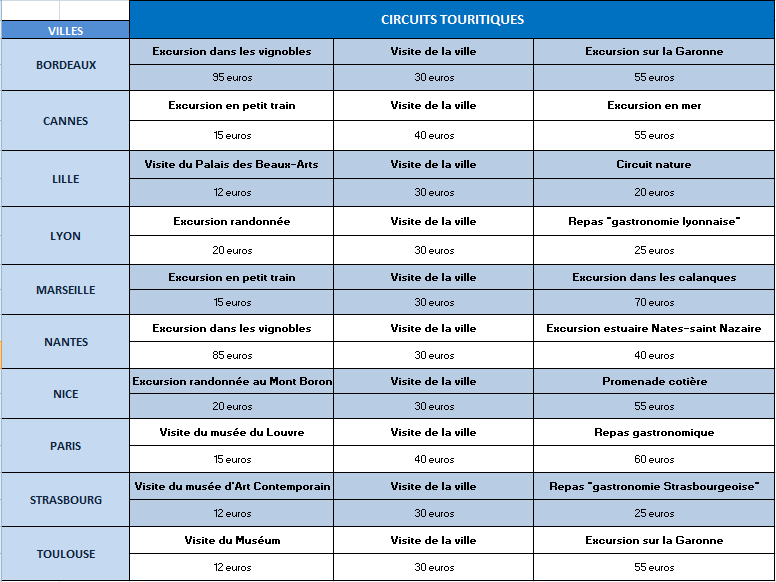 CIRCUITS TOURITIQUES
VILLES
BORDEAUX
Excursion dans les vignobles Visite de la ville Excursion sur la Garonne
95 euros 30 euros 55 euros
CANNES
Excursion en petit train Visite de la ville Excursion en mer
15 euros 40 euros 55 euros
LILLE
Visite du Palais des Beaux-Arts Visite de la ville Circuit nature
12 euros 30 euros 20 euros
LYON
Excursion randonnée Visite de la ville Repas "gastronomie lyonnaise"
20 euros 30 euros 25 euros
MARSEILLE
Excursion en petit train Visite de la ville Excursion dans les calanques
15 euros 30 euros 70 euros
NANTES
Excursion dans les vignobles Visite de la ville Excursion estuaire Nates-saint Nazaire
85 euros 30 euros 40 euros
NICE
Excursion randonnée au Mont Boron Visite de la ville Promenade cotière
20 euros 30 euros 55 euros
PARIS
Visite du musée du Louvre Visite de la ville Repas gastronomique
15 euros 40 euros 60 euros
STRASBOURG
Visite du musée d'Art Contemporain Visite de la ville Repas "gastronomie Strasbourgeoise"
12 euros 30 euros 25 euros
TOULOUSE
Visite du Muséum Visite de la ville Excursion sur la Garonne
12 euros 30 euros 55 euros